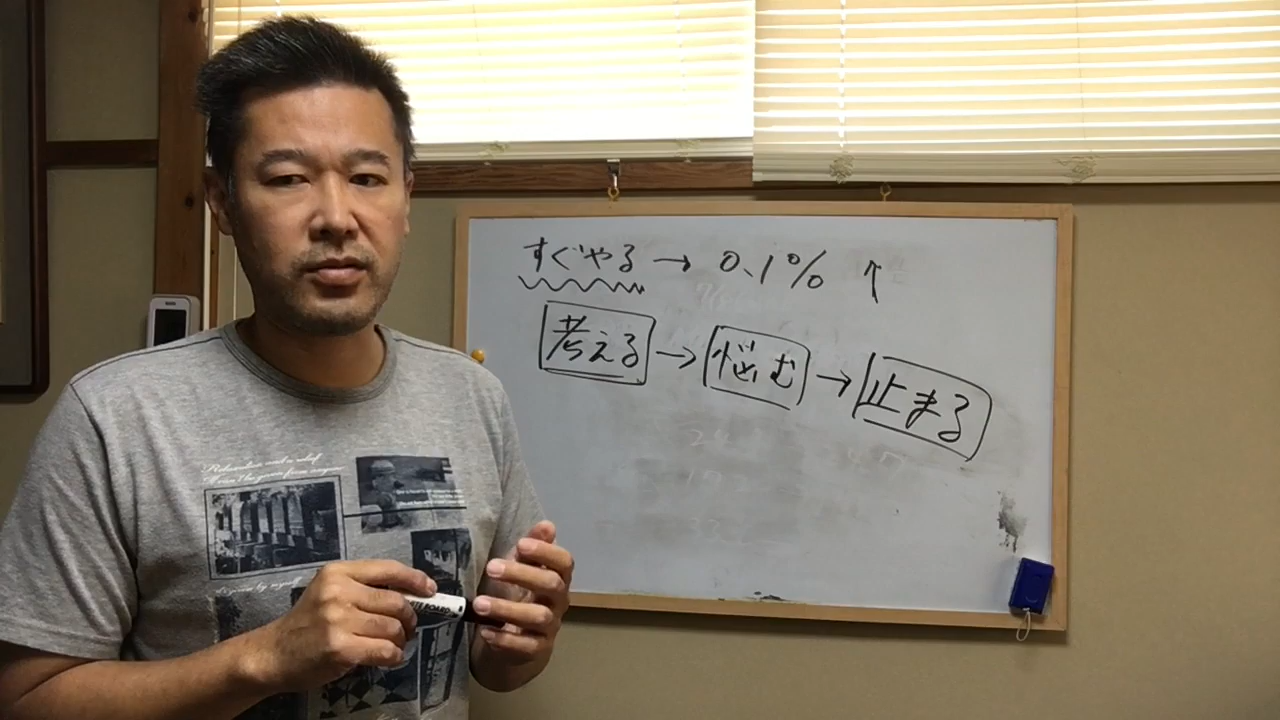 すぐやる → 0.1% ↑
考える → 悩む → 止まる